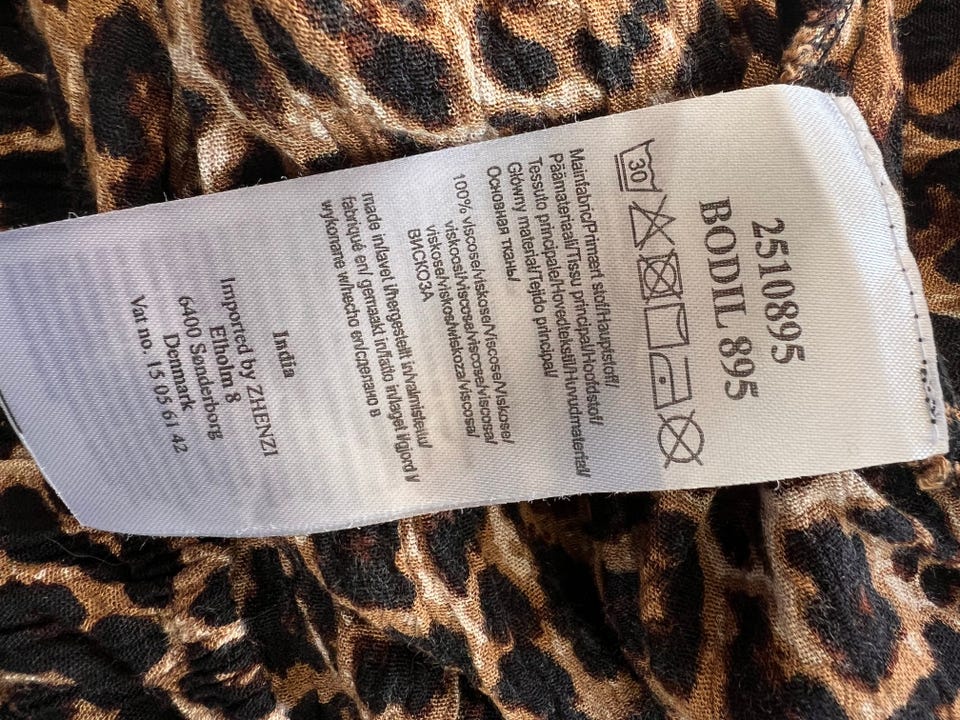 2510895
BODIL 895
30
Mainfabric/Primært stof/Hauptstoff/
Päämateriaali/Tissu principal/Hoofdstof/
Tessuto principale/Hovedtekstil/Huvudmaterial/
Główny materiał/Tejido principal/
Основная ткань/
100% viscose/viskose/Viscose/Viskose/
viskoosi/viscose/viscose/viscosa/
viskose/viskos/wiskoza/viscosa/
ВИСКОЗА
made in/lavet i/hergestellt in/valmistettu/
fabriqué en/ gemaakt in/fatto in/laget i/gjord i/
wykonane w/hecho en/сделано в
India
Imported by ZHENZI
Elholm 8
6400 Sønderborg
Denmark
Vat no. 15 05 61 42